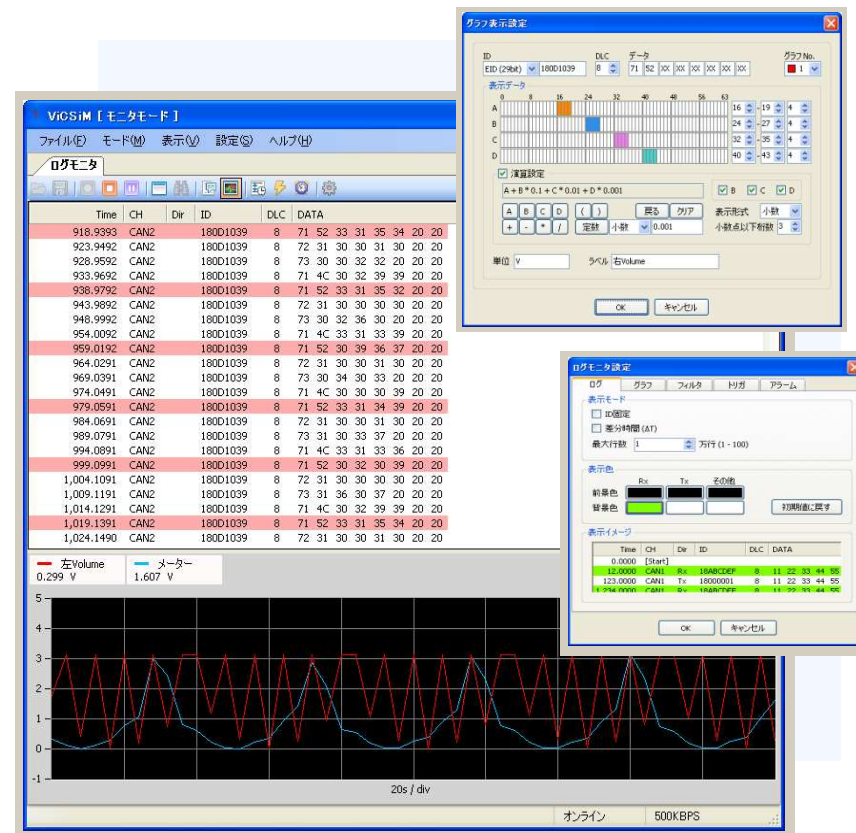 グラフ表示設定
ID DLC データ グラフNo.
EID (29bit) 180D1039 8 71 52 XX XX XX XX XX XX 1
表示データ
0 8 16 24 32 40 48 56 63
A 16 - 19 4
B 24 - 27 4
C 32 - 35 4
D 40 - 43 4
演算設定
A + B * 0.1 + C * 0.01 + D * 0.001 B C D
A B C D ( ) 戻る クリア 表示形式 小数
+ - * / 定数 小数 0.001 小数点以下桁数 3
単位 V ラベル 右Volume
OK キャンセル
ViCSiM [ モニタモード ]
ファイル(F) モード(M) 表示(V) 設定(S) ヘルプ(H)
ログモニタ
Time CH Dir ID DLC DATA
918.9393 CAN2 180D1039 8 71 52 33 31 35 34 20 20
923.9492 CAN2 180D1039 8 72 31 30 30 31 30 20 20
928.9592 CAN2 180D1039 8 73 30 30 32 32 20 20 20
933.9692 CAN2 180D1039 8 71 4C 30 32 39 39 20 20
938.9792 CAN2 180D1039 8 71 52 33 31 35 32 20 20
943.9892 CAN2 180D1039 8 72 31 30 30 30 30 20 20
948.9992 CAN2 180D1039 8 73 30 32 36 30 20 20 20
954.0092 CAN2 180D1039 8 71 4C 33 31 33 39 20 20
959.0192 CAN2 180D1039 8 71 52 30 39 36 37 20 20
964.0291 CAN2 180D1039 8 72 31 30 30 31 30 20 20
969.0391 CAN2 180D1039 8 73 30 34 30 33 20 20 20
974.0491 CAN2 180D1039 8 71 4C 30 30 30 39 20 20
979.0591 CAN2 180D1039 8 71 52 33 31 34 39 20 20
984.0691 CAN2 180D1039 8 72 31 30 30 31 30 20 20
989.0791 CAN2 180D1039 8 73 31 30 33 37 20 20 20
994.0891 CAN2 180D1039 8 71 4C 33 31 33 36 20 20
999.0991 CAN2 180D1039 8 71 52 30 32 30 39 20 20
1,004.1091 CAN2 180D1039 8 72 31 30 30 30 30 20 20
1,009.1191 CAN2 180D1039 8 73 31 36 30 37 20 20 20
1,014.1291 CAN2 180D1039 8 71 4C 30 32 39 39 20 20
1,019.1391 CAN2 180D1039 8 71 52 33 31 35 34 20 20
1,024.1490 CAN2 180D1039 8 72 31 30 30 31 30 20 20
ログモニタ設定
ログ グラフ フィルタ トリガ アラーム
表示モード
ID固定
差分時間 (ΔT)
最大行数 1 万行 (1 - 100)
表示色
Rx Tx その他
前景色
背景色 初期値に戻す
表示イメージ
Time CH Dir ID DLC DATA
0.0000 [Start]
12.0000 CAN1 Rx 18ABCDEF 8 11 22 33 44 55
123.0000 CAN1 Tx 18000001 8 11 22 33 44 55
1,234.0000 CAN1 Rx 18ABCDEF 8 11 22 33 44 55
OK キャンセル
左Volume メーター
0.299 V 1.607 V
5
4
3
2
1
0
-1
20s / div
オンライン 500KBPS